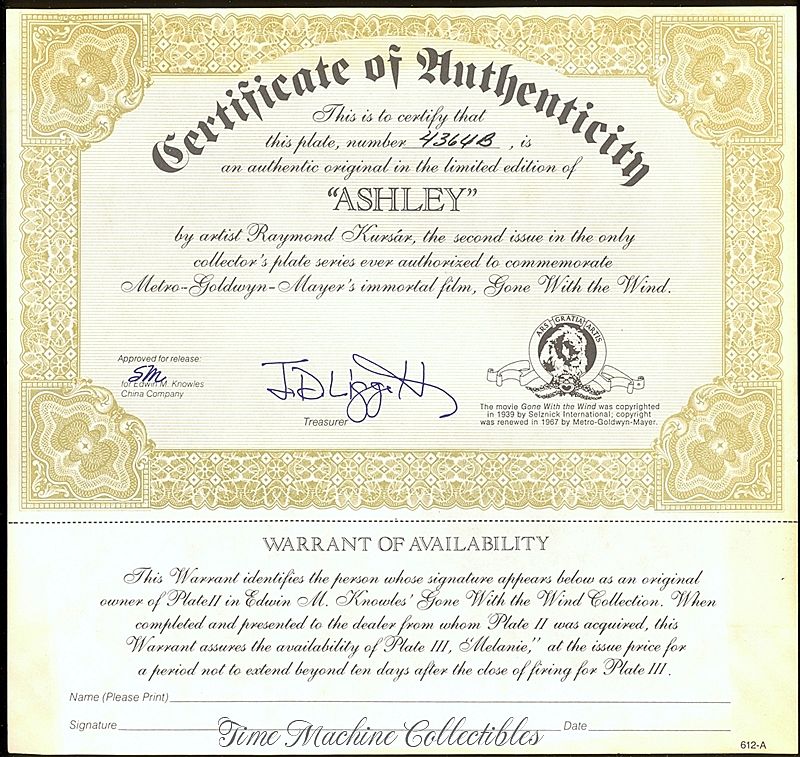 Certificate of Authenticity
This is to certify that
this plate, number 4364B, is
an authentic original in the limited edition of
"ASHLEY"
by artist Raymond Kursár, the second issue in the only
collector's plate series ever authorized to commemorate
Metro-Goldwyn-Mayer's immortal film, Gone With the Wind.
Approved for release:
SM
for Edwin M. Knowles
China Company
J.D. Liggett
Treasurer
ARS GRATIA ARTIS
The movie Gone With the Wind was copyrighted
in 1939 by Selznick International; copyright
was renewed in 1967 by Metro-Goldwyn-Mayer.
WARRANT OF AVAILABILITY
This Warrant identifies the person whose signature appears below as an original
owner of Plate II in Edwin M. Knowles' Gone With the Wind Collection. When
completed and presented to the dealer from whom Plate II was acquired, this
Warrant assures the availability of Plate III, Melanie," at the issue price for
a period not to extend beyond ten days after the close of firing for Plate III.
Name (Please Print)
Signature Date
Time Machine Collectibles
612-A